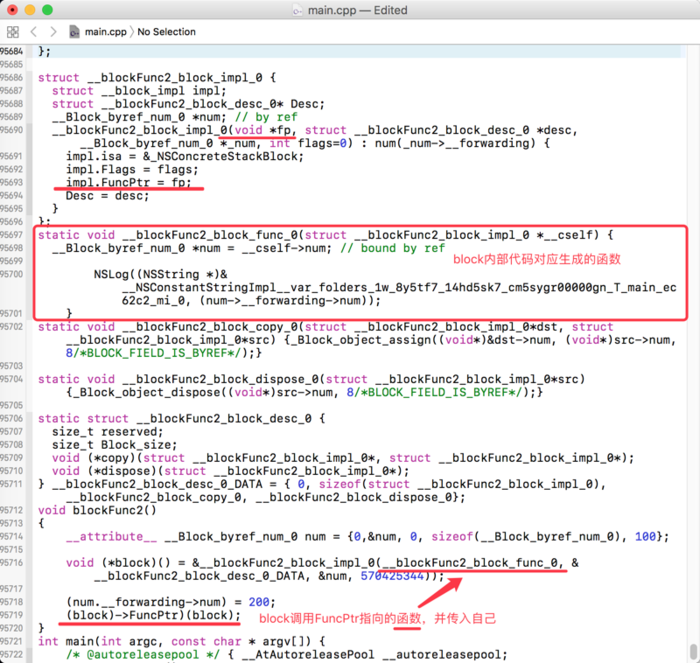 main.cpp — Edited
main.cpp › No Selection
95684 };
95685
95686 struct __blockFunc2_block_impl_0 {
95687   struct __block_impl impl;
95688   struct __blockFunc2_block_desc_0* Desc;
95689   __Block_byref_num_0 *num; // by ref
95690   __blockFunc2_block_impl_0(void *fp, struct __blockFunc2_block_desc_0 *desc,
__Block_byref_num_0 *_num, int flags=0) : num(_num->__forwarding) {
95691     impl.isa = &_NSConcreteStackBlock;
95692     impl.Flags = flags;
95693     impl.FuncPtr = fp;
95694     Desc = desc;
95695   }
95696 };
95697 static void __blockFunc2_block_func_0(struct __blockFunc2_block_impl_0 *__cself) {
95698   __Block_byref_num_0 *num = __cself->num; // bound by ref
95699 block内部代码对应生成的函数
95700         NSLog((NSString *)&
__NSConstantStringImpl__var_folders_1w_8y5tf7_14hd5sk7_cm5sygr00000gn_T_main_ec
62c2_mi_0, (num->__forwarding->num));
95701     }
95702 static void __blockFunc2_block_copy_0(struct __blockFunc2_block_impl_0*dst, struct
__blockFunc2_block_impl_0*src) {_Block_object_assign((void*)&dst->num, (void*)src->num,
8/*BLOCK_FIELD_IS_BYREF*/);}
95703
95704 static void __blockFunc2_block_dispose_0(struct __blockFunc2_block_impl_0*src)
{_Block_object_dispose((void*)src->num, 8/*BLOCK_FIELD_IS_BYREF*/);}
95705
95706 static struct __blockFunc2_block_desc_0 {
95707   size_t reserved;
95708   size_t Block_size;
95709   void (*copy)(struct __blockFunc2_block_impl_0*, struct __blockFunc2_block_impl_0*);
95710   void (*dispose)(struct __blockFunc2_block_impl_0*);
95711 } __blockFunc2_block_desc_0_DATA = { 0, sizeof(struct __blockFunc2_block_impl_0),
__blockFunc2_block_copy_0, __blockFunc2_block_dispose_0};
95712 void blockFunc2()
95713 {
95714     __attribute__ __Block_byref_num_0 num = {0,&num, 0, sizeof(__Block_byref_num_0), 100};
95715
95716     void (*block)() = &__blockFunc2_block_impl_0(__blockFunc2_block_func_0, &
__blockFunc2_block_desc_0_DATA, &num, 570425344));
95717
95718     (num.__forwarding->num) = 200;
95719     (block)->FuncPtr)(block); block调用FuncPtr指向的函数，并传入自己
95720 }
95721 int main(int argc, const char * argv[]) {
95722     /* @autoreleasepool */ { __AtAutoreleasePool __autoreleasepool;